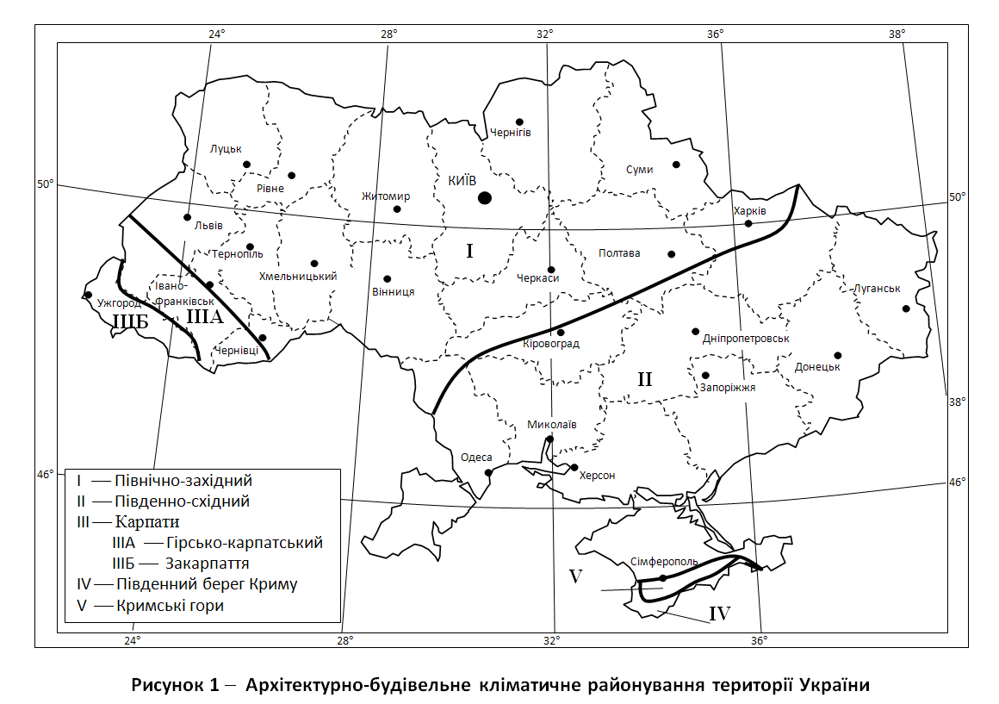 24° 28° 32° 36° 38°
Чернігів
Луцьк
Суми
Рівне
КИЇВ
50°
Житомир
50°
Харків
Львів
Тернопіль
I
Полтава
Хмельницький
Черкаси
Івано-
Франківськ
Вінниця
Луганськ
Ужгород
IIIБ
IIIА
Чернівці
Кіровоград
Дніпропетровськ
Донецьк
II
Запоріжжя
38°
Миколаїв
Одеса
Херсон
46°
46°
I — Північно-західний
II — Південно-східний
III — Карпати
IIIА — Гірсько-карпатський
IIIБ — Закарпаття
IV — Південний берег Криму
V — Кримські гори
Сімферополь
V
IV
24° 28° 32° 36°
Рисунок 1 – Архітектурно-будівельне кліматичне районування території України